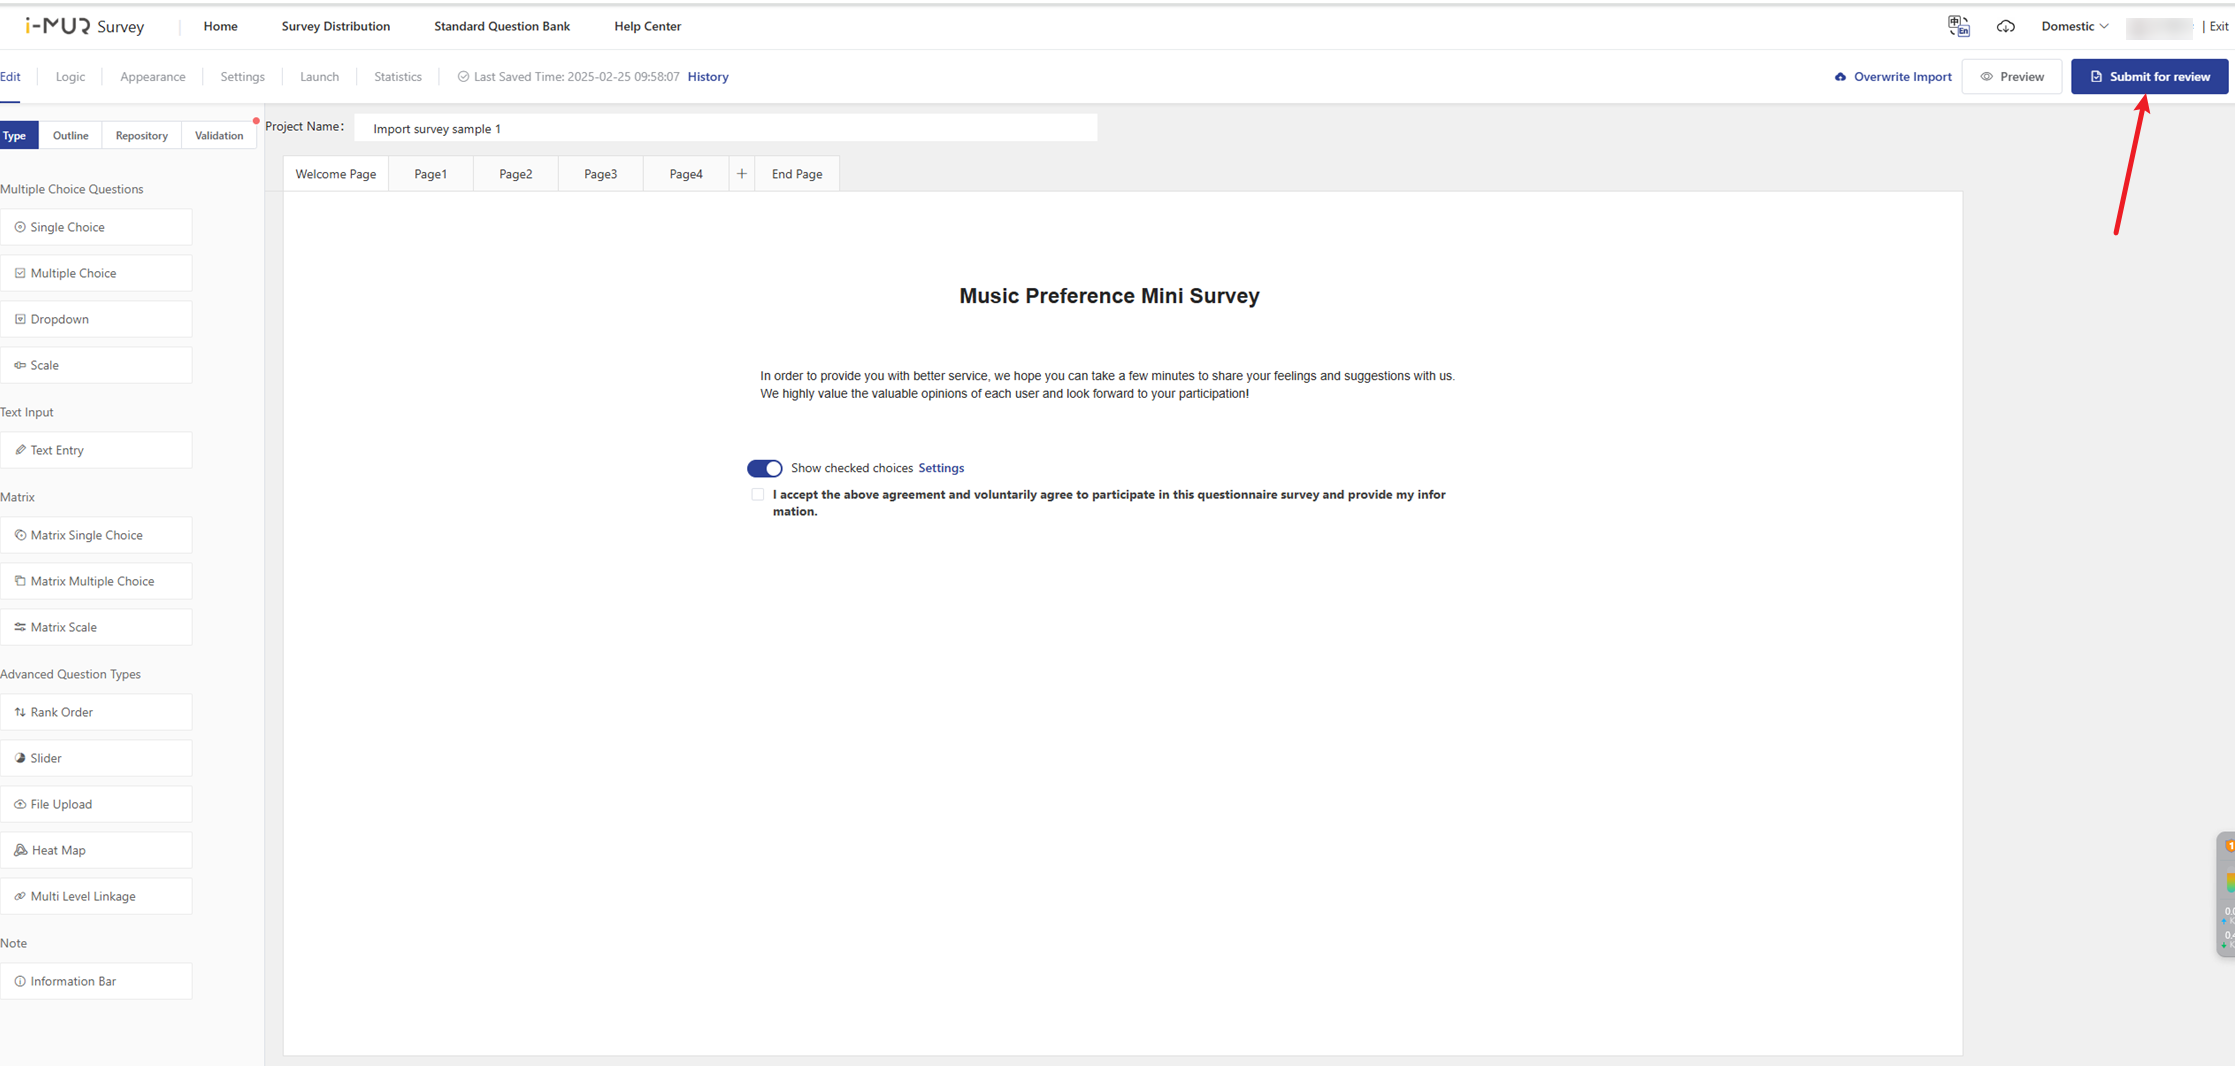 i-MUR Survey
Home
Survey Distribution
Standard Question Bank
Help Center
中 En
Domestic
| Exit
Edit
Logic
Appearance
Settings
Launch
Statistics
Last Saved Time: 2025-02-25 09:58:07 History
Overwrite Import
Preview
Submit for review
Type
Outline
Repository
Validation
Project Name:
Import survey sample 1
Welcome Page
Page1
Page2
Page3
Page4
+
End Page
Multiple Choice Questions
Single Choice
Multiple Choice
Dropdown
Scale
Text Input
Text Entry
Matrix
Matrix Single Choice
Matrix Multiple Choice
Matrix Scale
Advanced Question Types
Rank Order
Slider
File Upload
Heat Map
Multi Level Linkage
Note
Information Bar
Music Preference Mini Survey
In order to provide you with better service, we hope you can take a few minutes to share your feelings and suggestions with us.
We highly value the valuable opinions of each user and look forward to your participation!
Show checked choices Settings
I accept the above agreement and voluntarily agree to participate in this questionnaire survey and provide my infor
mation.